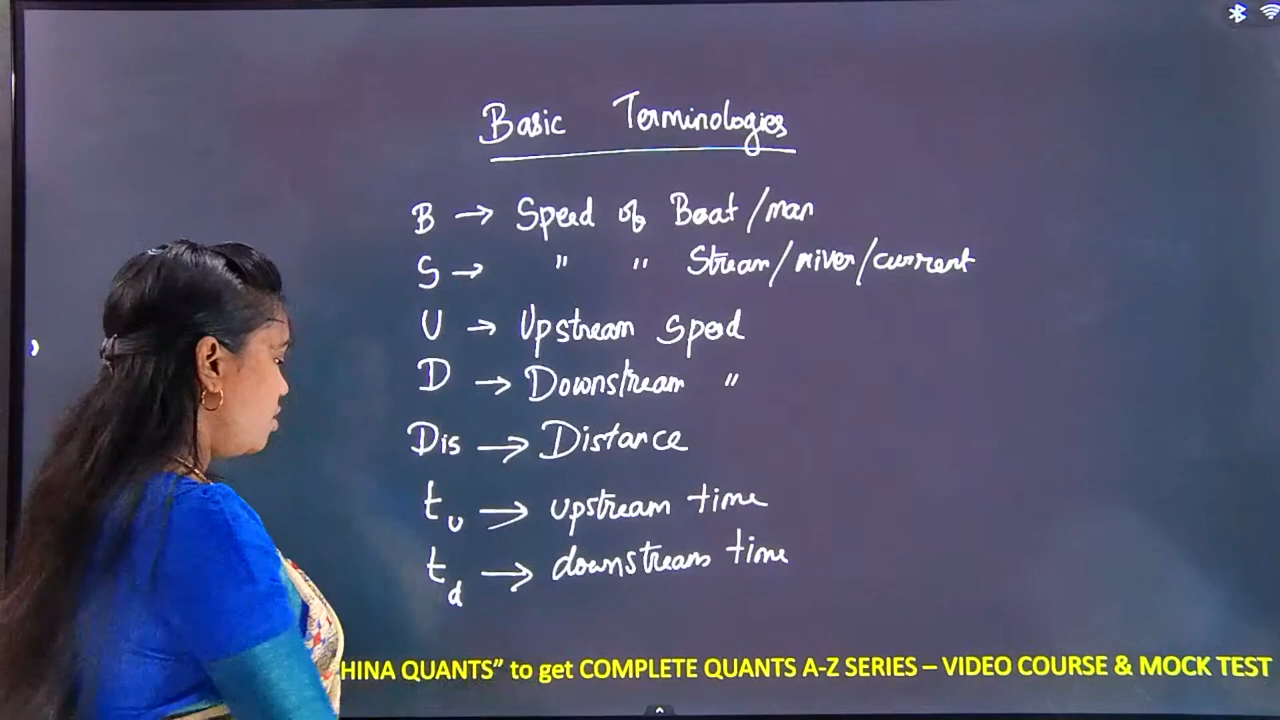 Basic Terminologies
B → Speed of Boat/man
S → " " Stream/river/current
U → Upstream Speed
D → Downstream "
Dis → Distance
tu → upstream time
td → downstream time
HINA QUANTS” to get COMPLETE QUANTS A-Z SERIES – VIDEO COURSE & MOCK TEST